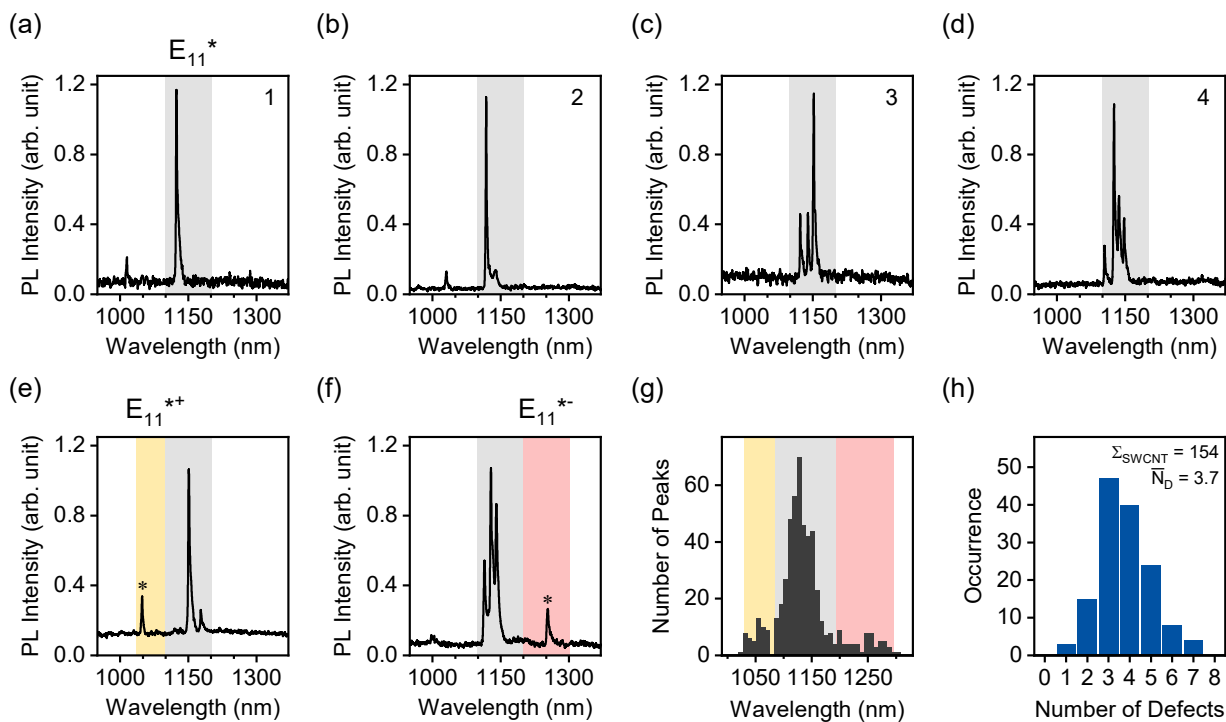 (a)
E₁₁*
1
1.2
0.8
0.4
0.0
PL Intensity (arb. unit)
1000 1150 1300
Wavelength (nm)
(b)
2
1.2
0.8
0.4
0.0
PL Intensity (arb. unit)
1000 1150 1300
Wavelength (nm)
(c)
3
1.2
0.8
0.4
0.0
PL Intensity (arb. unit)
1000 1150 1300
Wavelength (nm)
(d)
4
1.2
0.8
0.4
0.0
PL Intensity (arb. unit)
1000 1150 1300
Wavelength (nm)
(e)
E₁₁*⁺
*
1.2
0.8
0.4
0.0
PL Intensity (arb. unit)
1000 1150 1300
Wavelength (nm)
(f)
E₁₁*⁻
*
1.2
0.8
0.4
0.0
PL Intensity (arb. unit)
1000 1150 1300
Wavelength (nm)
(g)
60
40
20
0
Number of Peaks
1050 1150 1250
Wavelength (nm)
(h)
Σ_SWCNT = 154
N̅_D = 3.7
50
40
30
20
10
0
Occurrence
0 1 2 3 4 5 6 7 8
Number of Defects